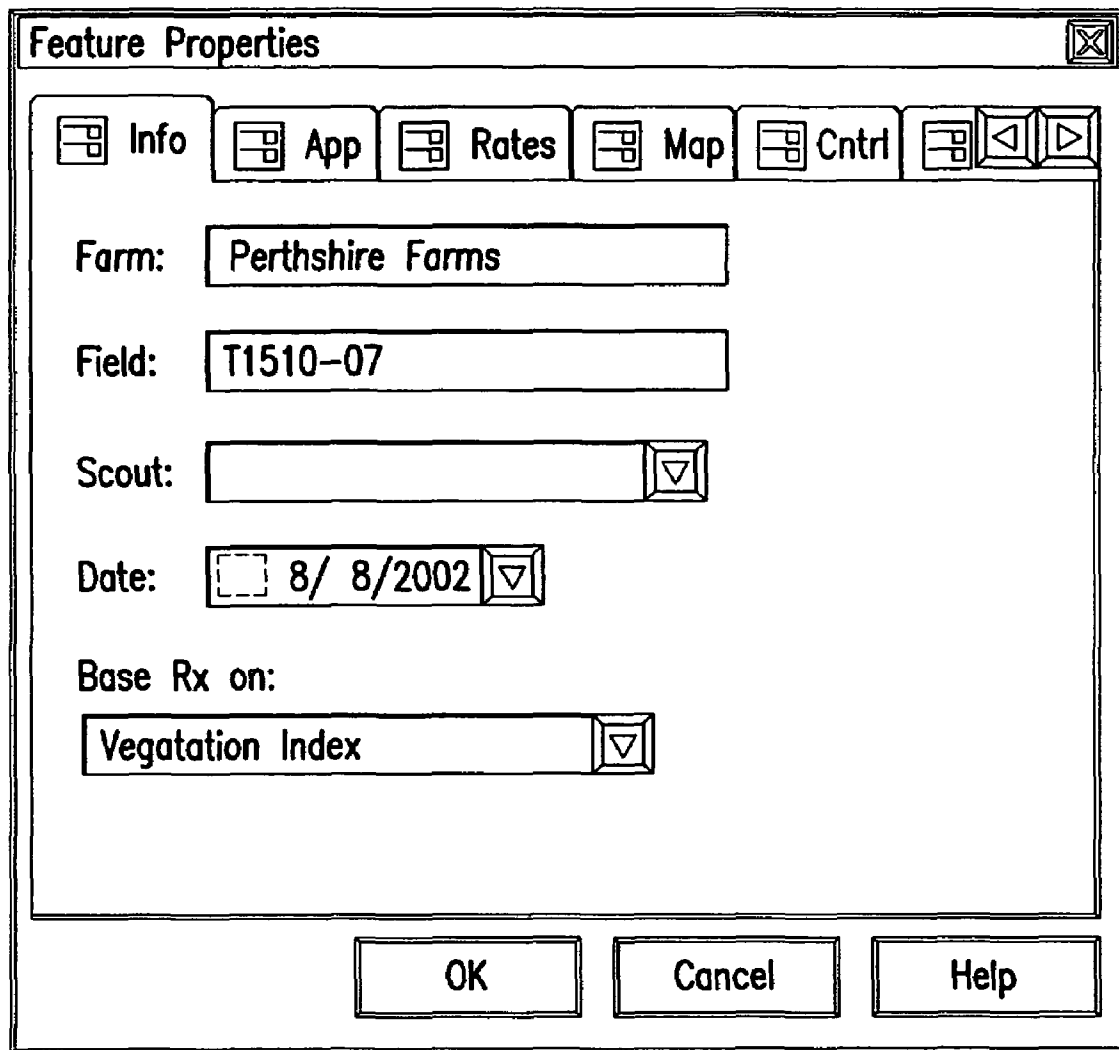 Feature Properties
Info App Rates Map Cntrl
Farm: Perthshire Farms
Field: T1510-07
Scout:
Date: 8/ 8/2002
Base Rx on:
Vegatation Index
OK Cancel Help